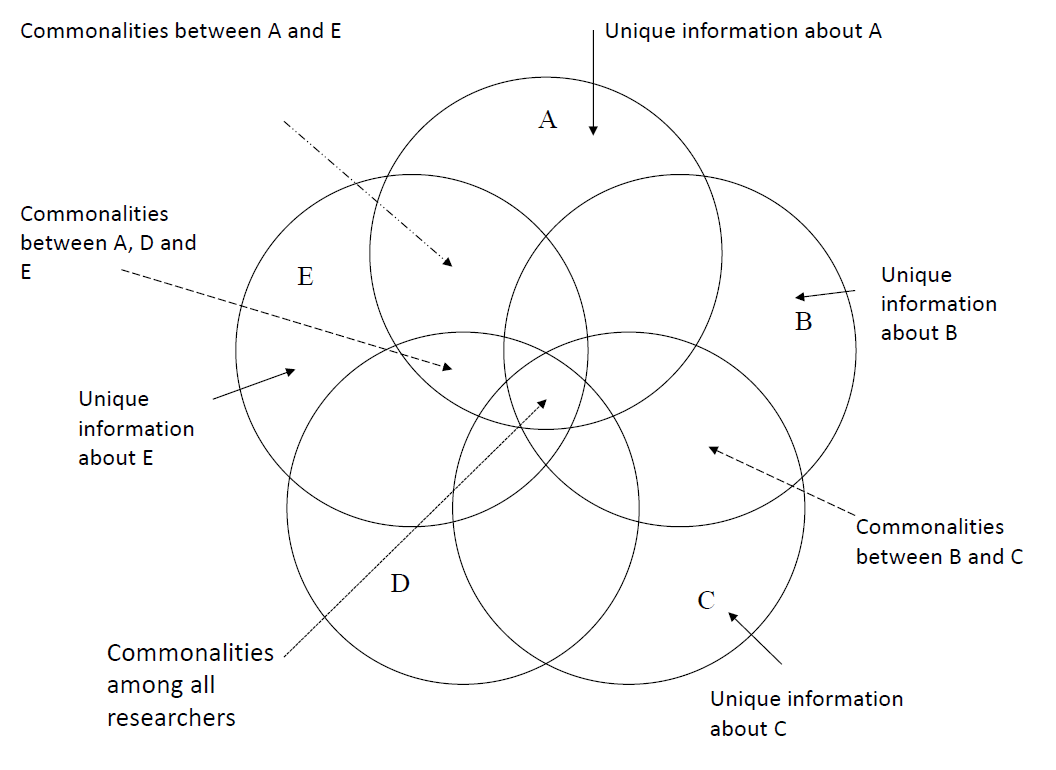 Commonalities between A and E
Unique information about A
A
Commonalities
between A, D and
E
E
Unique
information
about B
B
Unique
information
about E
Commonalities
between B and C
D
C
Commonalities
among all
researchers
Unique information
about C